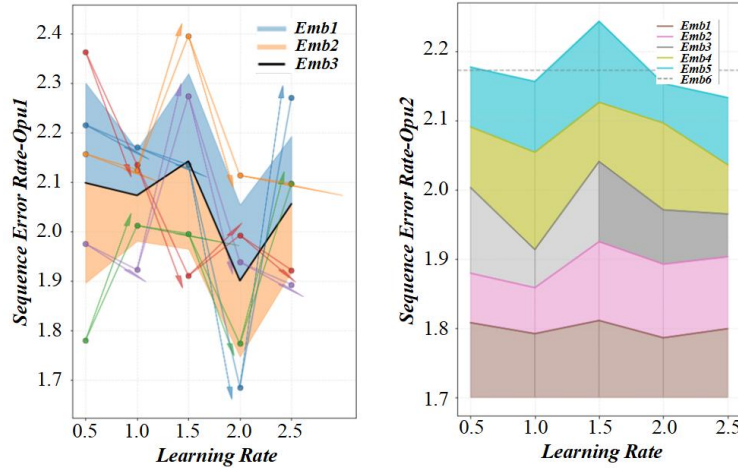 2.4
2.3
2.2
2.1
2.0
1.9
1.8
1.7
Sequence Error Rate-Opu1
Emb1
Emb2
Emb3
0.5 1.0 1.5 2.0 2.5
Learning Rate
2.2
2.1
2.0
1.9
1.8
1.7
Sequence Error Rate-Opu2
Emb1
Emb2
Emb3
Emb4
Emb5
Emb6
0.5 1.0 1.5 2.0 2.5
Learning Rate